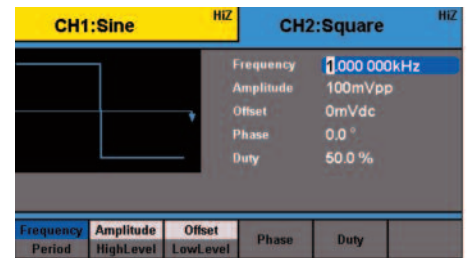 CH1:Sine HiZ CH2:Square HiZ
Frequency 1.000 000kHz
Amplitude 100mVpp
Offset 0mVdc
Phase 0.0 °
Duty 50.0 %
Frequency Amplitude Offset Phase Duty
Period HighLevel LowLevel